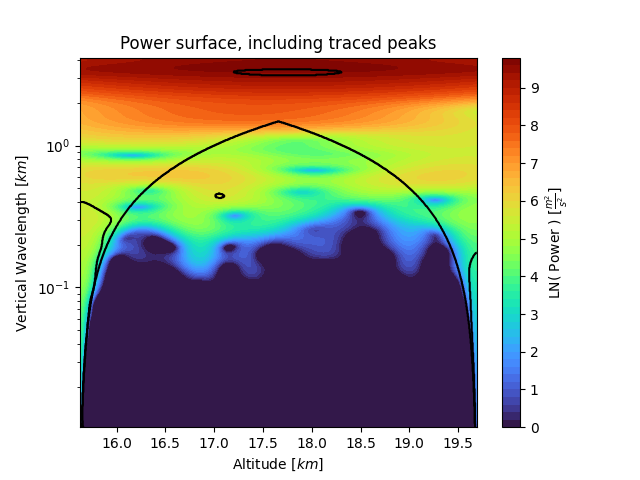 Power surface, including traced peaks
Vertical Wavelength [km]
10⁰
10⁻¹
16.0 16.5 17.0 17.5 18.0 18.5 19.0 19.5
Altitude [km]
9
8
7
6
5
4
3
2
1
0
LN( Power ) [m²/s²]